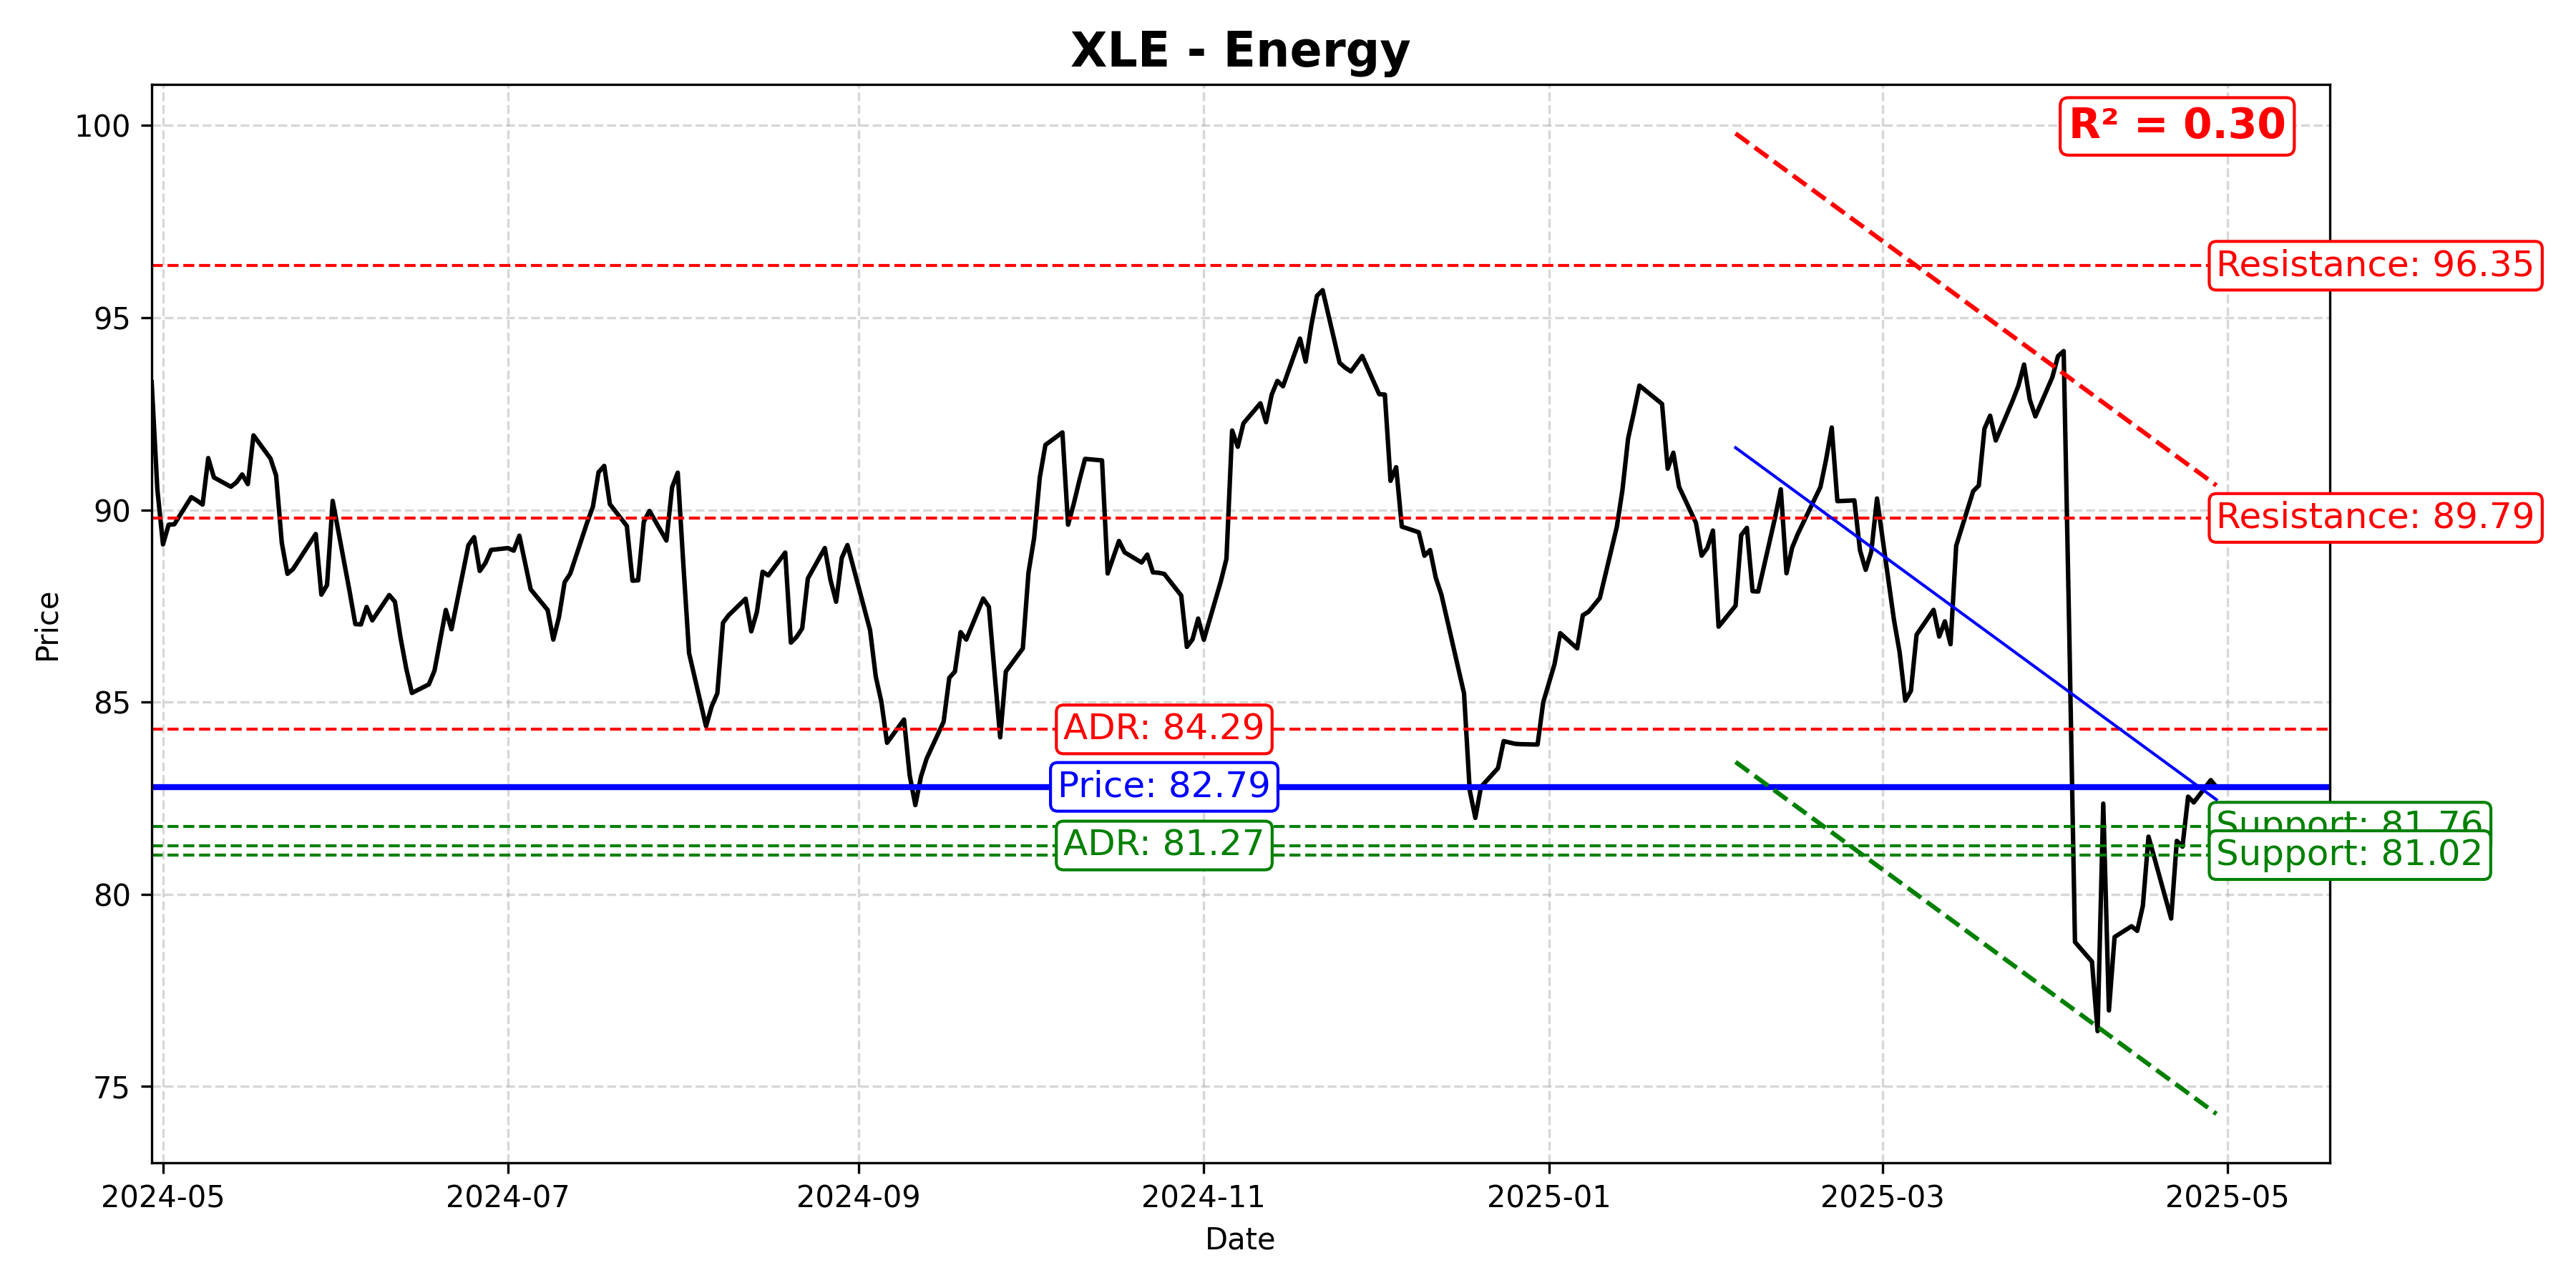 XLE - Energy
R² = 0.30
100
95
90
85
80
75
Price
Resistance: 96.35
Resistance: 89.79
ADR: 84.29
Price: 82.79
ADR: 81.27
Support: 81.76
Support: 81.02
2024-05
2024-07
2024-09
2024-11
2025-01
2025-03
2025-05
Date